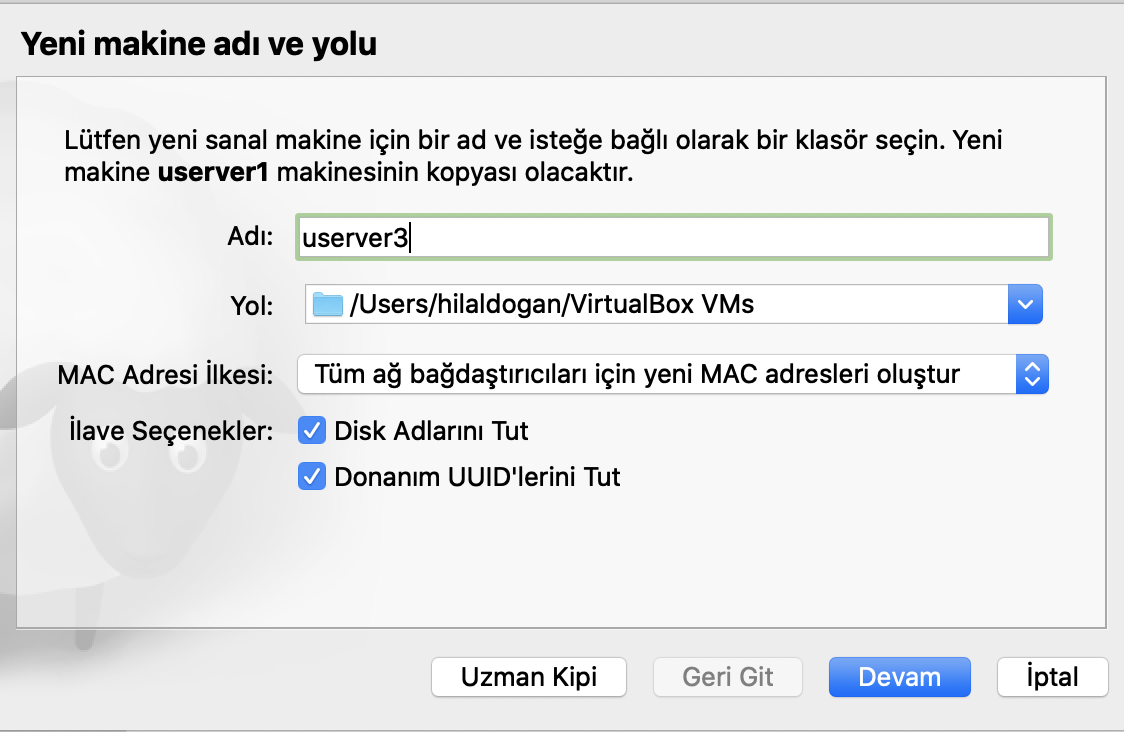 Yeni makine adı ve yolu
Lütfen yeni sanal makine için bir ad ve isteğe bağlı olarak bir klasör seçin. Yeni
makine userver1 makinesinin kopyası olacaktır.
Adı: userver3
Yol: /Users/hilaldogan/VirtualBox VMs
MAC Adresi İlkesi: Tüm ağ bağdaştırıcıları için yeni MAC adresleri oluştur
İlave Seçenekler: Disk Adlarını Tut
Donanım UUID'lerini Tut
Uzman Kipi Geri Git Devam İptal